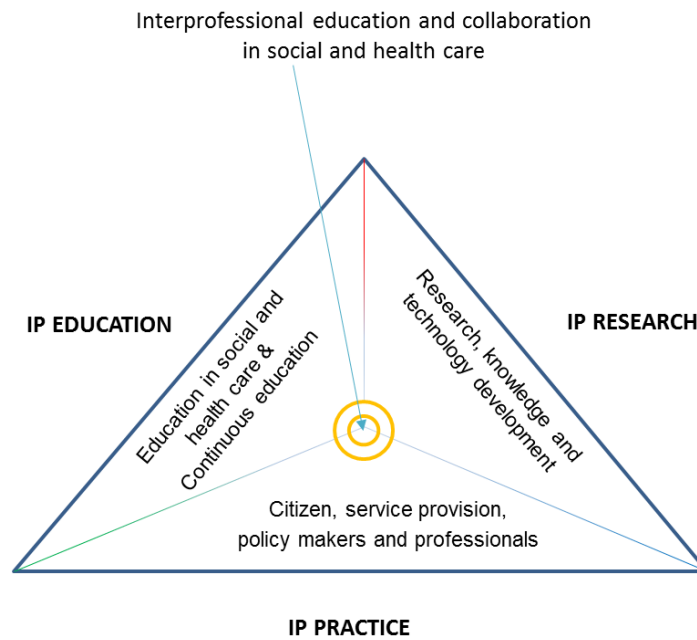 Interprofessional education and collaboration
in social and health care
IP EDUCATION
Education in social and
health care &
Continuous education
Research, knowledge and
technology development
IP RESEARCH
Citizen, service provision,
policy makers and professionals
IP PRACTICE